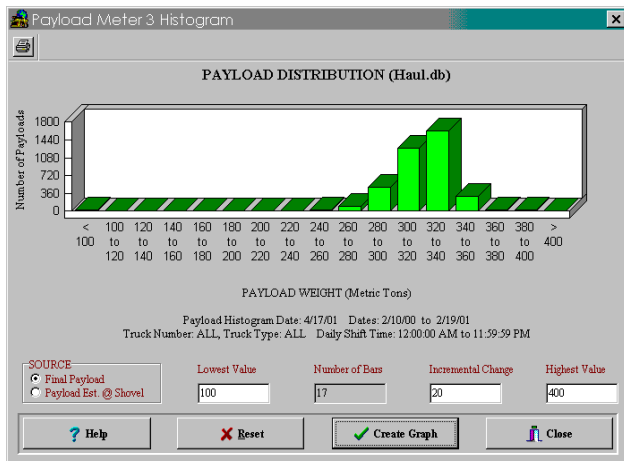 Payload Meter 3 Histogram
PAYLOAD DISTRIBUTION (Haul.db)
Number of Payloads
1800
1440
1080
720
360
0
< 100 100 to 120 120 to 140 140 to 160 160 to 180 180 to 200 200 to 220 220 to 240 240 to 260 260 to 280 280 to 300 300 to 320 320 to 340 340 to 360 360 to 380 380 to 400 > 400
PAYLOAD WEIGHT (Metric Tons)
Payload Histogram Date: 4/17/01 Dates: 2/10/00 to 2/19/01
Truck Number: ALL, Truck Type: ALL Daily Shift Time: 12:00:00 AM to 11:59:59 PM
SOURCE
Final Payload
Payload Est. @ Shovel
Lowest Value Number of Bars Incremental Change Highest Value
100 17 20 400
? Help Reset Create Graph Close